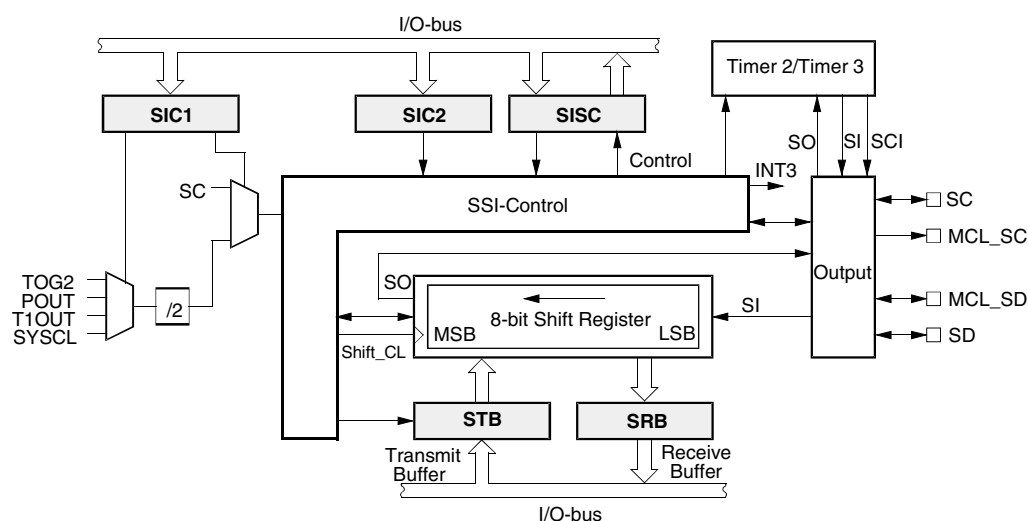 I/O-bus
Timer 2/Timer 3
SIC1
SIC2
SISC
SO
SI
SCI
Control
INT3
SC
SSI-Control
SC
MCL_SC
Output
TOG2
POUT
T1OUT
SYSCL
/2
SO
SI
MCL_SD
SD
8-bit Shift Register
MSB
LSB
Shift_CL
STB
SRB
Transmit
Buffer
Receive
Buffer
I/O-bus